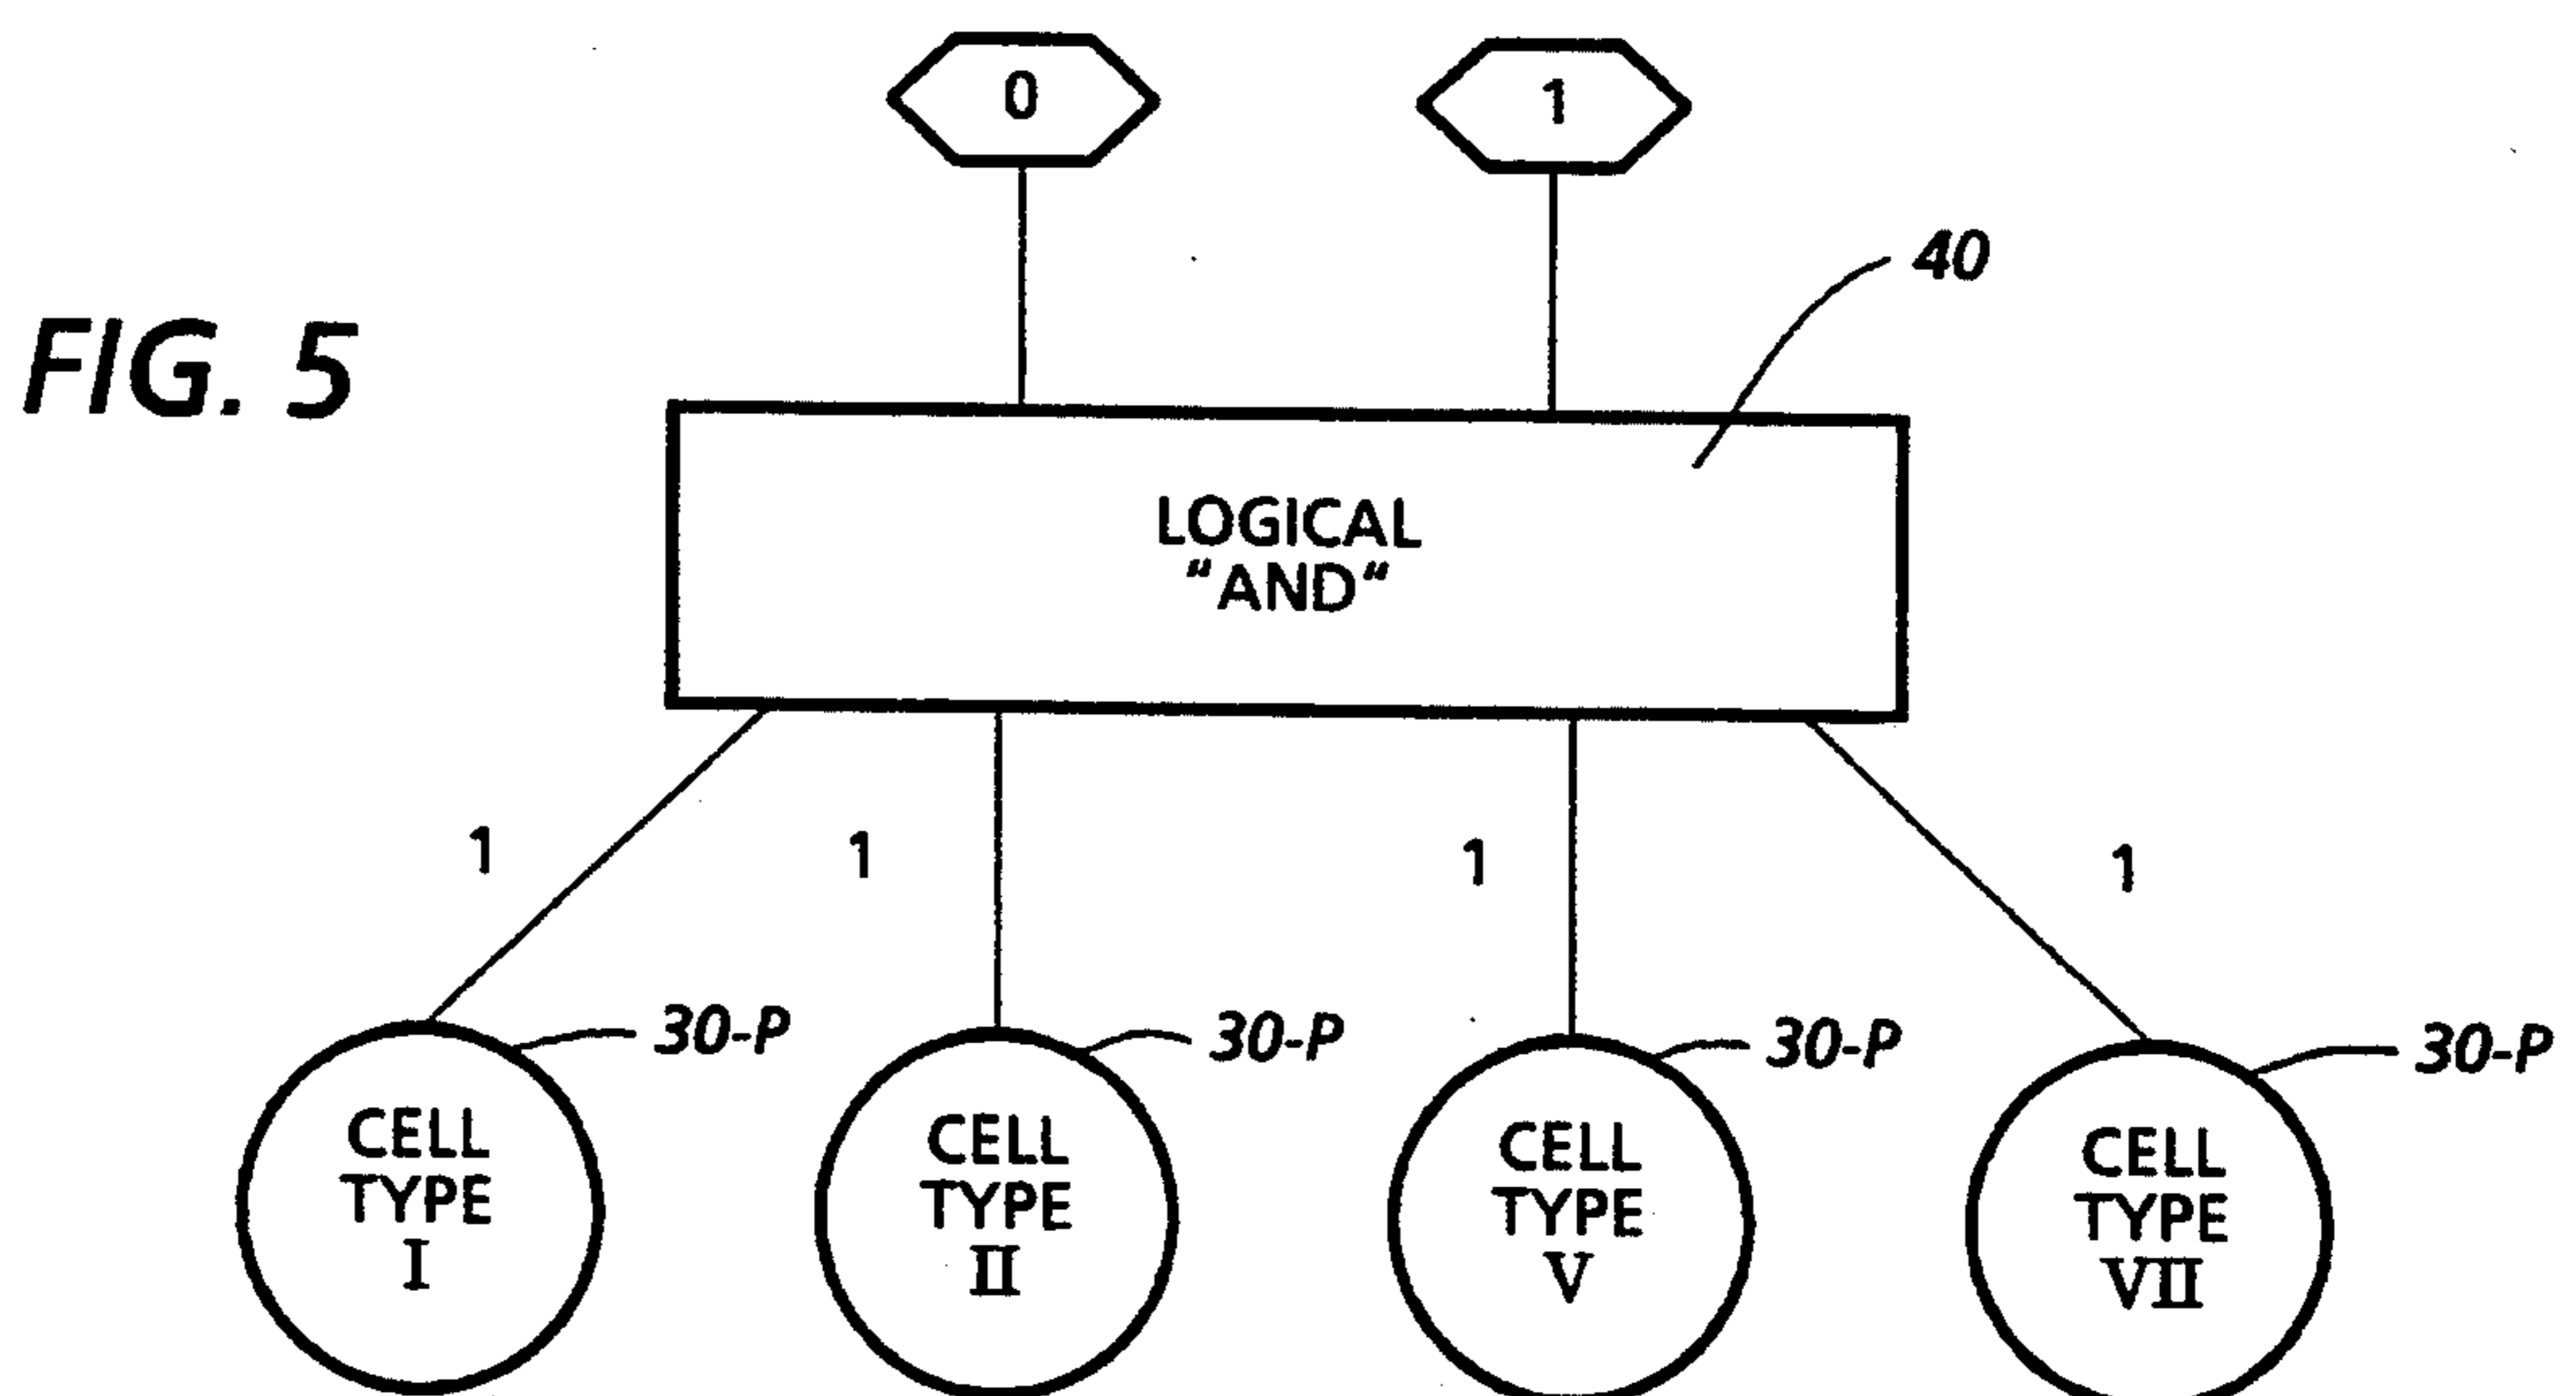 0
1
40
FIG. 5
LOGICAL
"AND"
1
1
1
1
30-P
30-P
30-P
30-P
CELL
TYPE
I
CELL
TYPE
II
CELL
TYPE
V
CELL
TYPE
VII